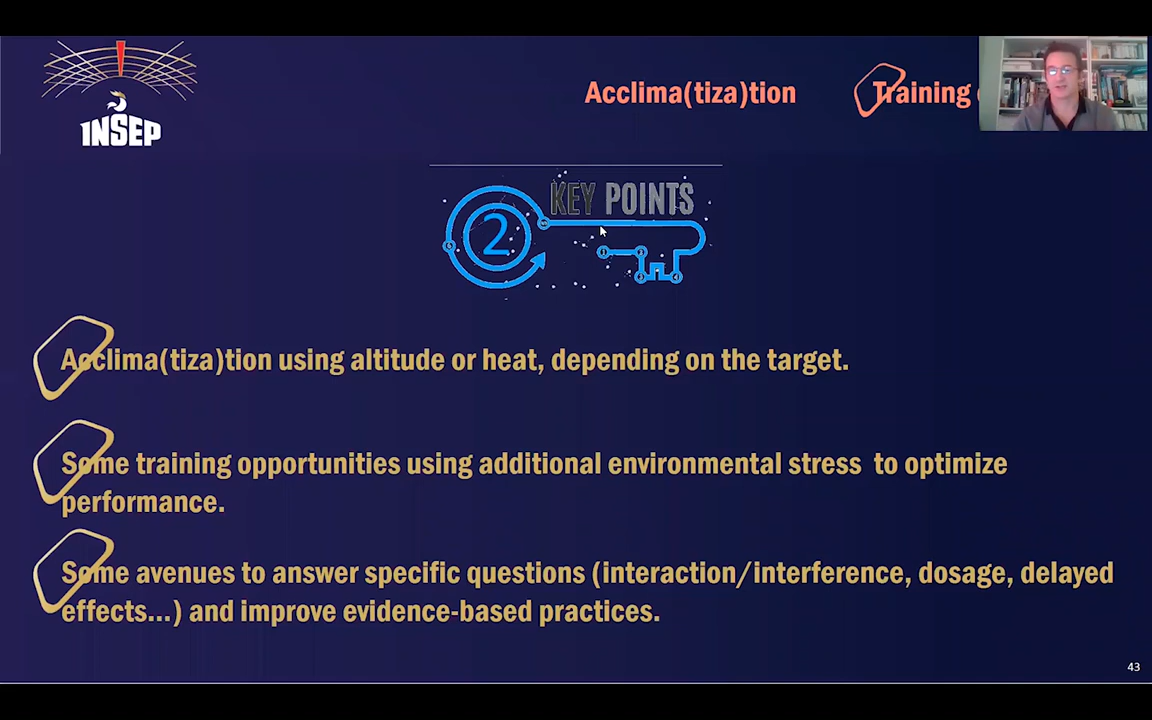 Acclima(tiza)tion
Training
INSEP
KEY POINTS
2
Acclima(tiza)tion using altitude or heat, depending on the target.
Some training opportunities using additional environmental stress to optimize
performance.
Some avenues to answer specific questions (interaction/interference, dosage, delayed
effects...) and improve evidence-based practices.
43